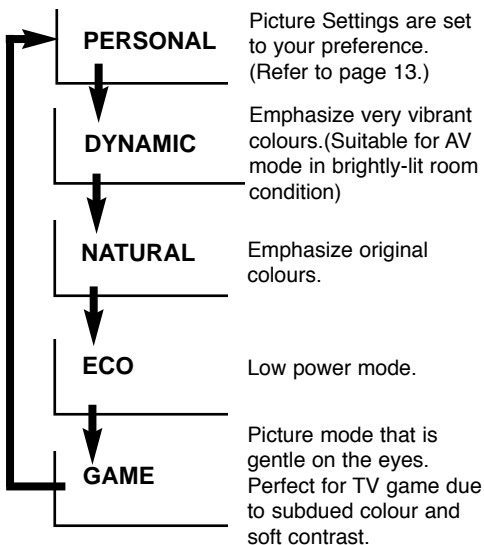 PERSONAL
Picture Settings are set
to your preference.
(Refer to page 13.)
DYNAMIC
Emphasize very vibrant
colours.(Suitable for AV
mode in brightly-lit room
condition)
NATURAL
Emphasize original
colours.
ECO
Low power mode.
GAME
Picture mode that is
gentle on the eyes.
Perfect for TV game due
to subdued colour and
soft contrast.